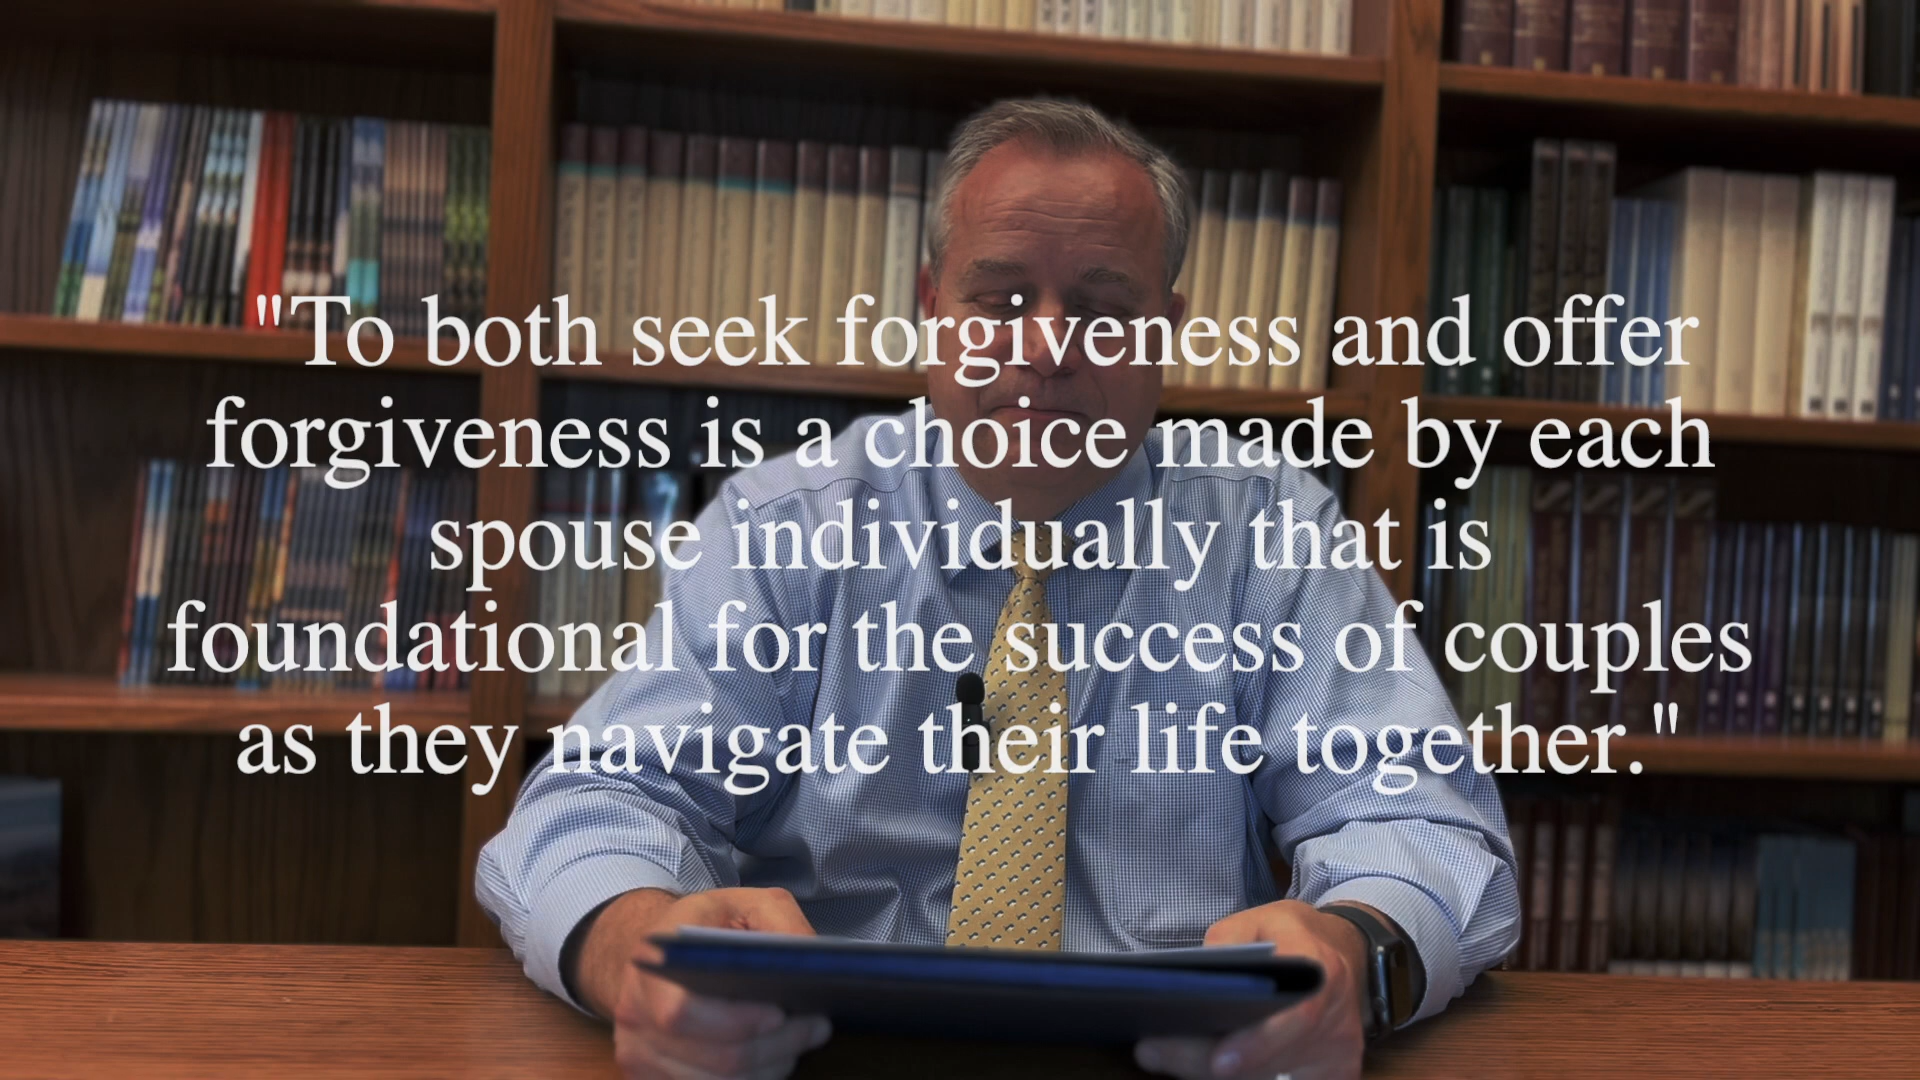 "To both seek forgiveness and offer
forgiveness is a choice made by each
spouse individually that is
foundational for the success of couples
as they navigate their life together."